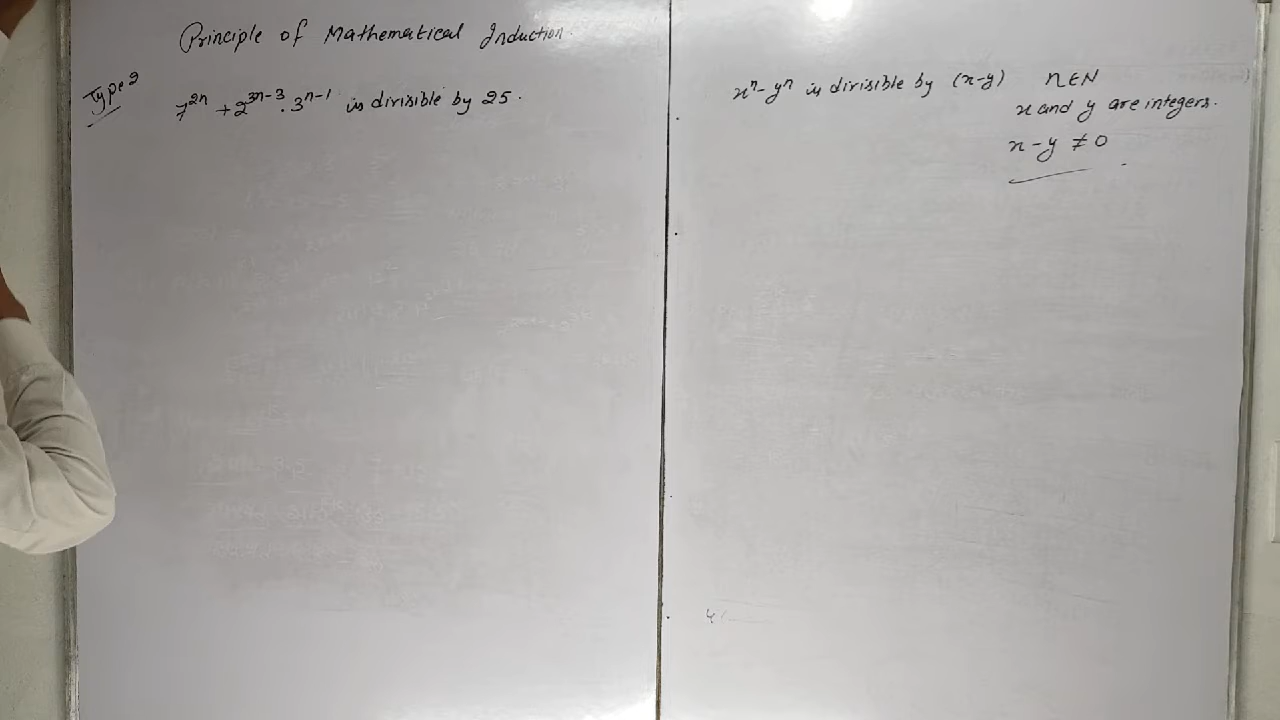 Principle of Mathematical Induction.
Type 2
7^{2n} + 2^{3n-3} . 3^{n-1} is divisible by 25.
x^n - y^n is divisible by (x-y) n∈N
x and y are integers.
x - y ≠ 0